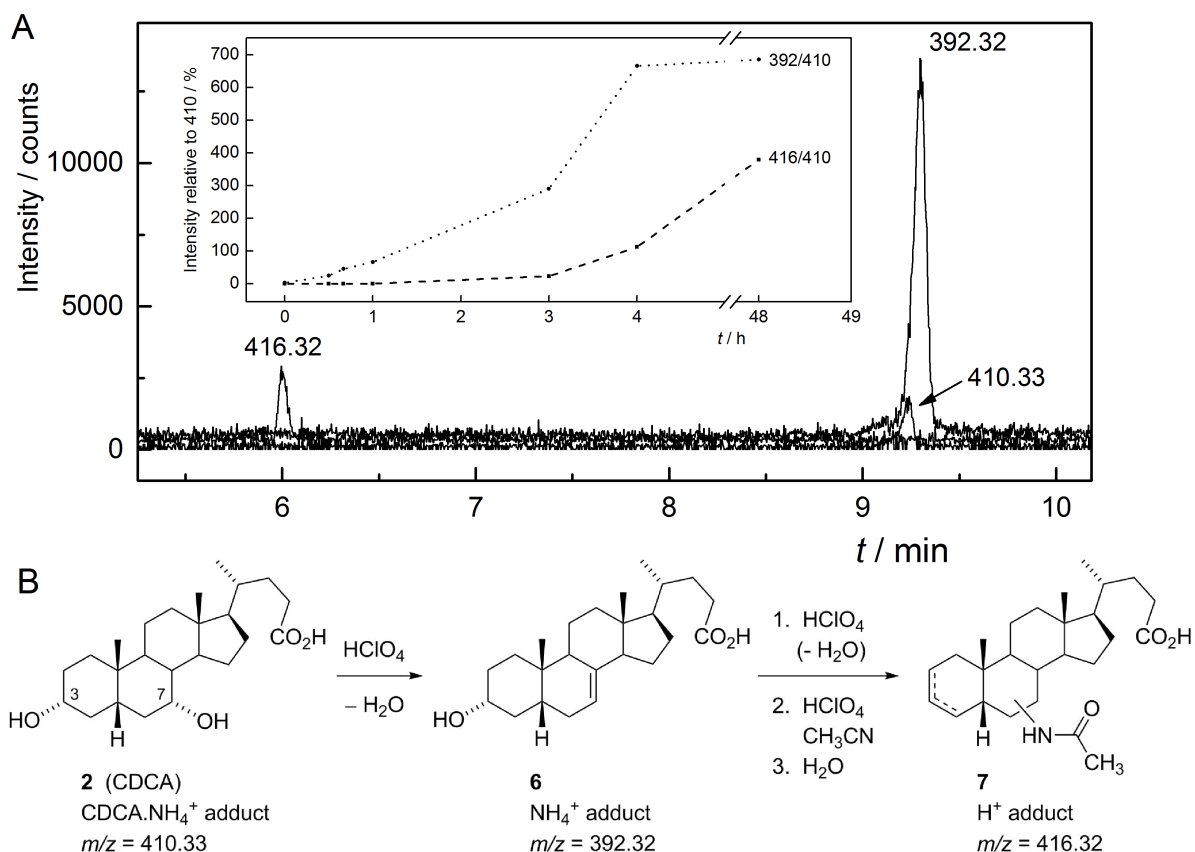 A
Intensity / counts
10000
5000
0
Intensity relative to 410 / %
700
600
500
400
300
200
100
0
0 1 2 3 4 48 49
t / h
392/410
416/410
392.32
410.33
416.32
6 7 8 9 10
t / min
B
CO₂H
3
7
HO
OH
H
2 (CDCA)
CDCA.NH₄⁺ adduct
m/z = 410.33
HClO₄
– H₂O
CO₂H
HO
H
6
NH₄⁺ adduct
m/z = 392.32
1. HClO₄
(- H₂O)
2. HClO₄
CH₃CN
3. H₂O
CO₂H
H
HN
O
CH₃
7
H⁺ adduct
m/z = 416.32